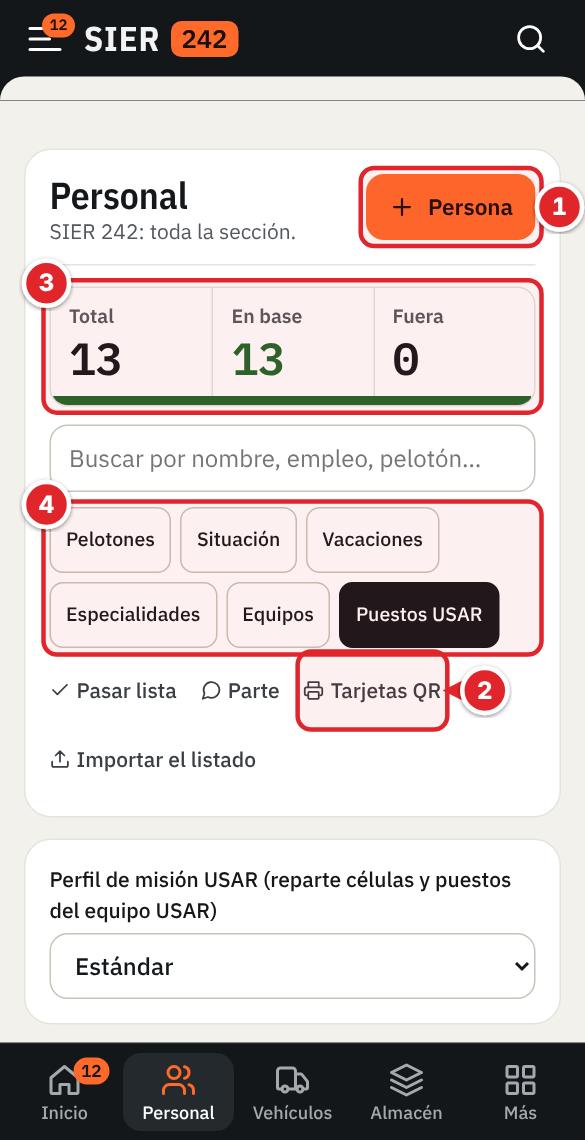 12
SIER 242
Personal
SIER 242: toda la sección.
+ Persona
1
3
Total En base Fuera
13 13 0
Buscar por nombre, empleo, pelotón...
4
Pelotones Situación Vacaciones
Especialidades Equipos Puestos USAR
Pasar lista Parte Tarjetas QR 2
Importar el listado
Perfil de misión USAR (reparte células y puestos
del equipo USAR)
Estándar
12
Inicio Personal Vehículos Almacén Más